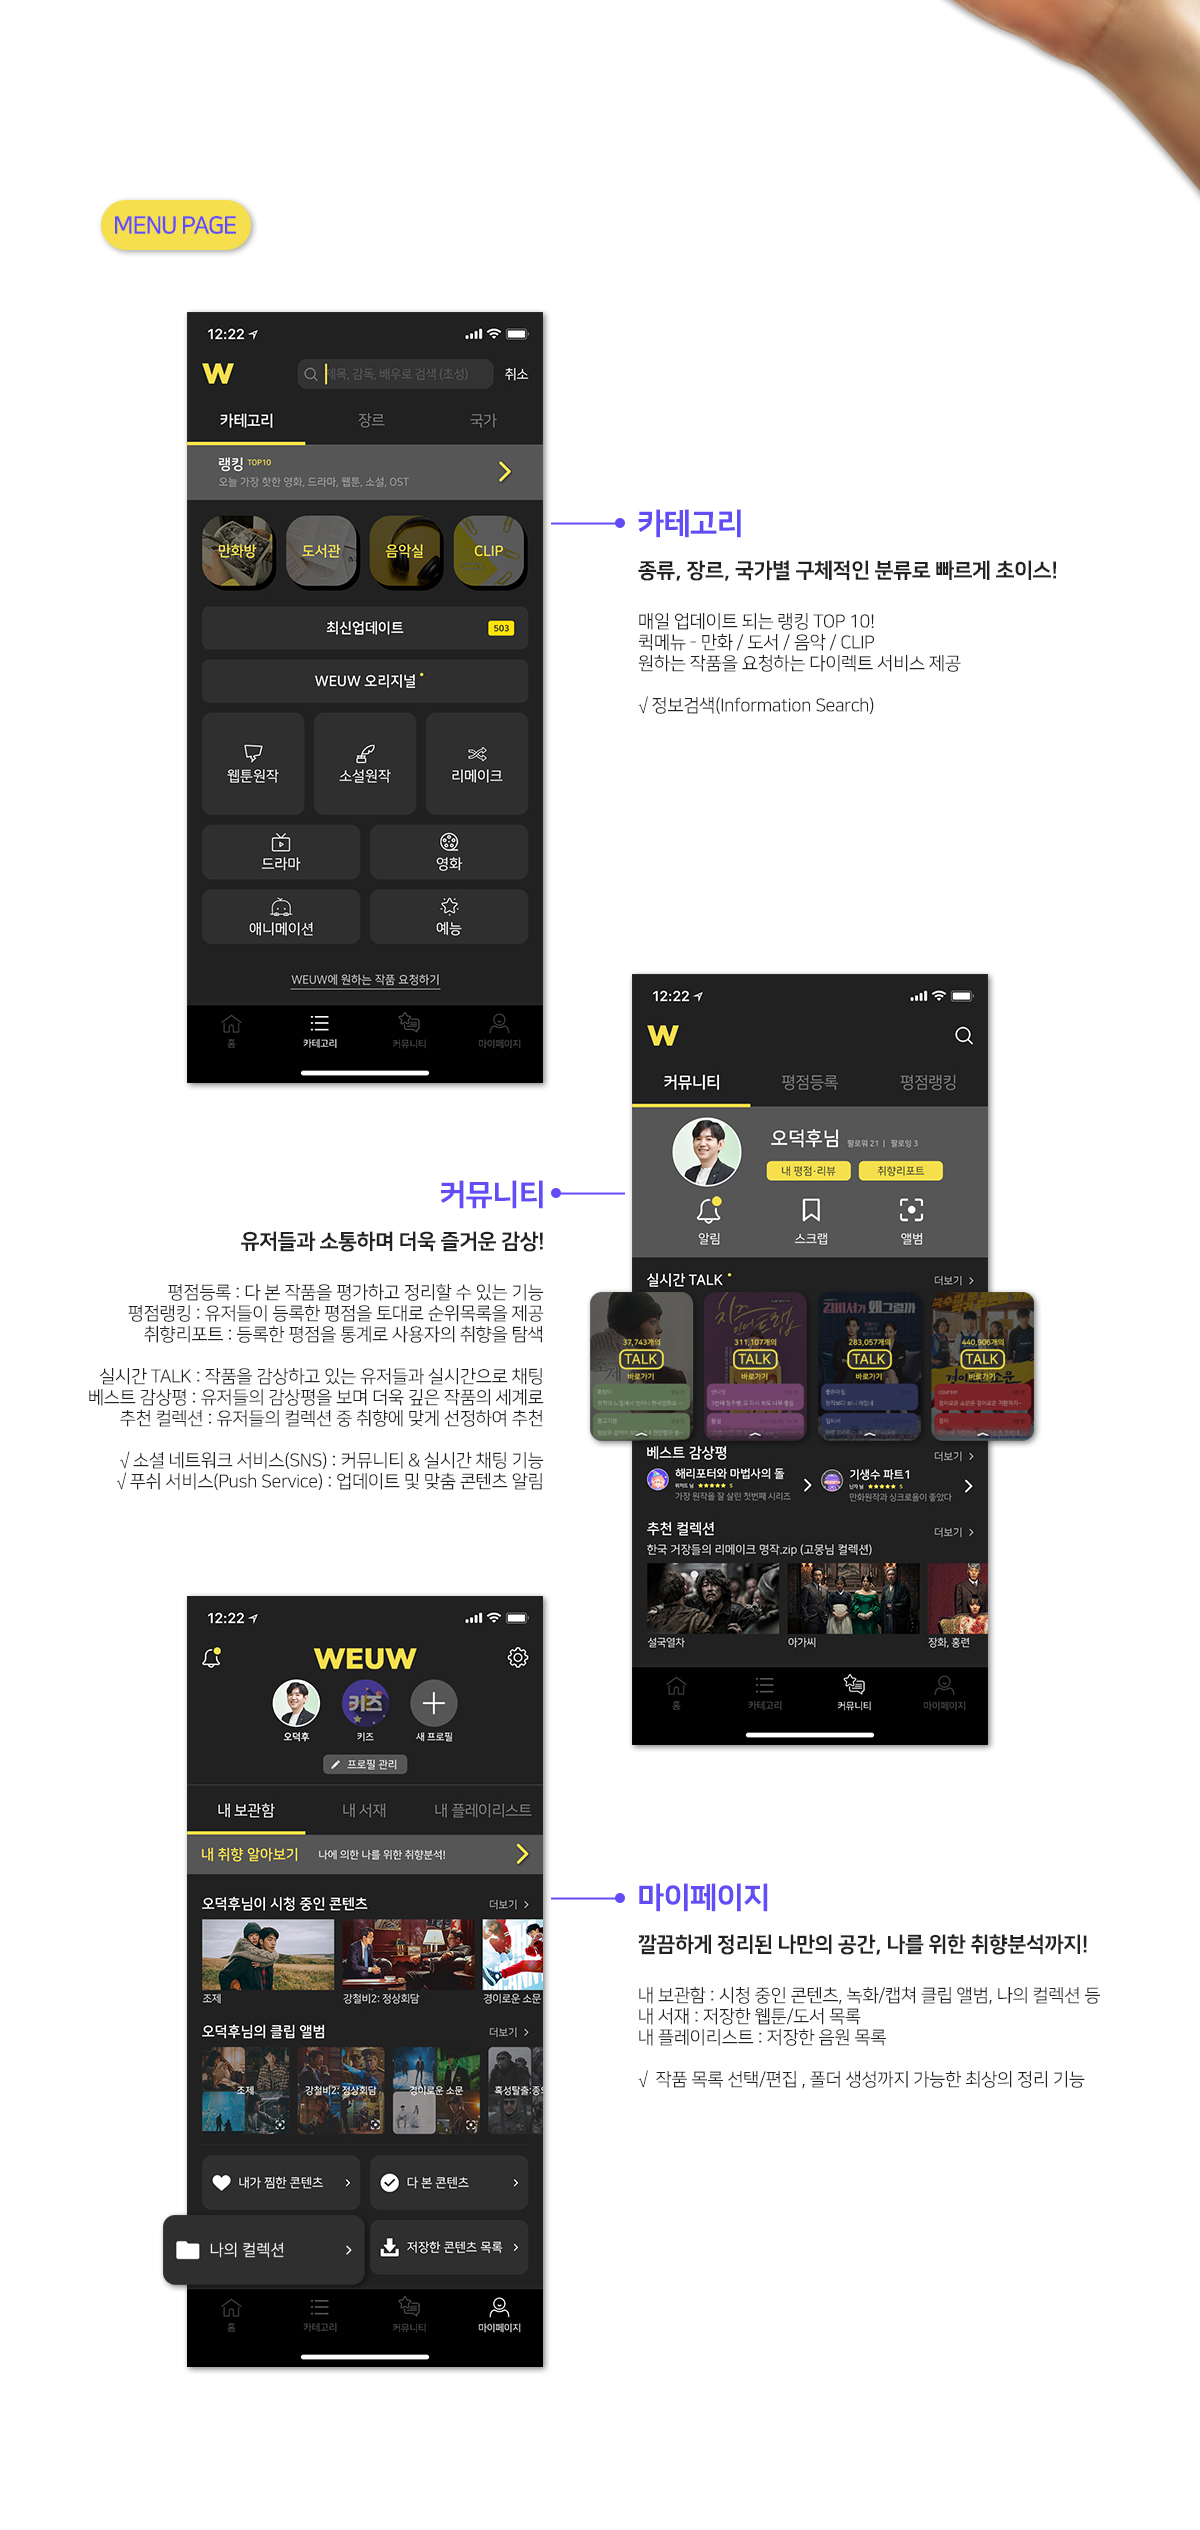 MENU PAGE
12:22
W
제목, 감독, 배우로 검색 (초성)
취소
카테고리
장르
국가
랭킹 TOP10
오늘 가장 핫한 영화, 드라마, 웹툰, 소설, OST
만화방
도서관
음악실
CLIP
최신업데이트
503
WEUW 오리지널
웹툰원작
소설원작
리메이크
드라마
영화
애니메이션
예능
WEUW에 원하는 작품 요청하기
홈
카테고리
커뮤니티
마이페이지
카테고리
종류, 장르, 국가별 구체적인 분류로 빠르게 초이스!
매일 업데이트 되는 랭킹 TOP 10!
퀵메뉴 - 만화 / 도서 / 음악 / CLIP
원하는 작품을 요청하는 다이렉트 서비스 제공
√ 정보검색(Information Search)
12:22
W
커뮤니티
평점등록
평점랭킹
오덕후님 팔로워 21 | 팔로잉 3
내 평점·리뷰
취향리포트
알림
스크랩
앨범
실시간 TALK
더보기
37,743개의
TALK
바로가기
치즈인더트랩
311,107개의
TALK
바로가기
김비서가 왜그럴까
283,057개의
TALK
바로가기
440,906개의
TALK
바로가기
counter
베스트 감상평
더보기
해리포터와 마법사의 돌
위저드 님 ★★★★★ 5
가장 원작을 잘 살린 첫번째 시리즈
기생수 파트1
닌자 님 ★★★★★ 5
만화원작과 싱크로율이 좋았다
추천 컬렉션
더보기
한국 거장들의 리메이크 명작.zip (고몽님 컬렉션)
설국열차
아가씨
장화, 홍련
홈
카테고리
커뮤니티
마이페이지
커뮤니티
유저들과 소통하며 더욱 즐거운 감상!
평점등록 : 다 본 작품을 평가하고 정리할 수 있는 기능
평점랭킹 : 유저들이 등록한 평점을 토대로 순위목록을 제공
취향리포트 : 등록한 평점을 통계로 사용자의 취향을 탐색
실시간 TALK : 작품을 감상하고 있는 유저들과 실시간으로 채팅
베스트 감상평 : 유저들의 감상평을 보며 더욱 깊은 작품의 세계로
추천 컬렉션 : 유저들의 컬렉션 중 취향에 맞게 선정하여 추천
√ 소셜 네트워크 서비스(SNS) : 커뮤니티 & 실시간 채팅 기능
√ 푸쉬 서비스(Push Service) : 업데이트 및 맞춤 콘텐츠 알림
12:22
WEUW
오덕후
키즈
키즈
새 프로필
프로필 관리
내 보관함
내 서재
내 플레이리스트
내 취향 알아보기
나에 의한 나를 위한 취향분석!
오덕후님이 시청 중인 콘텐츠
더보기
조제
강철비2: 정상회담
경이로운 소문
오덕후님의 클립 앨범
더보기
조제
강철비2: 정상회담
경이로운 소문
혹성탈출:종의
내가 찜한 콘텐츠
다 본 콘텐츠
나의 컬렉션
저장한 콘텐츠 목록
홈
카테고리
커뮤니티
마이페이지
마이페이지
깔끔하게 정리된 나만의 공간, 나를 위한 취향분석까지!
내 보관함 : 시청 중인 콘텐츠, 녹화/캡쳐 클립 앨범, 나의 컬렉션 등
내 서재 : 저장한 웹툰/도서 목록
내 플레이리스트 : 저장한 음원 목록
√ 작품 목록 선택/편집 , 폴더 생성까지 가능한 최상의 정리 기능